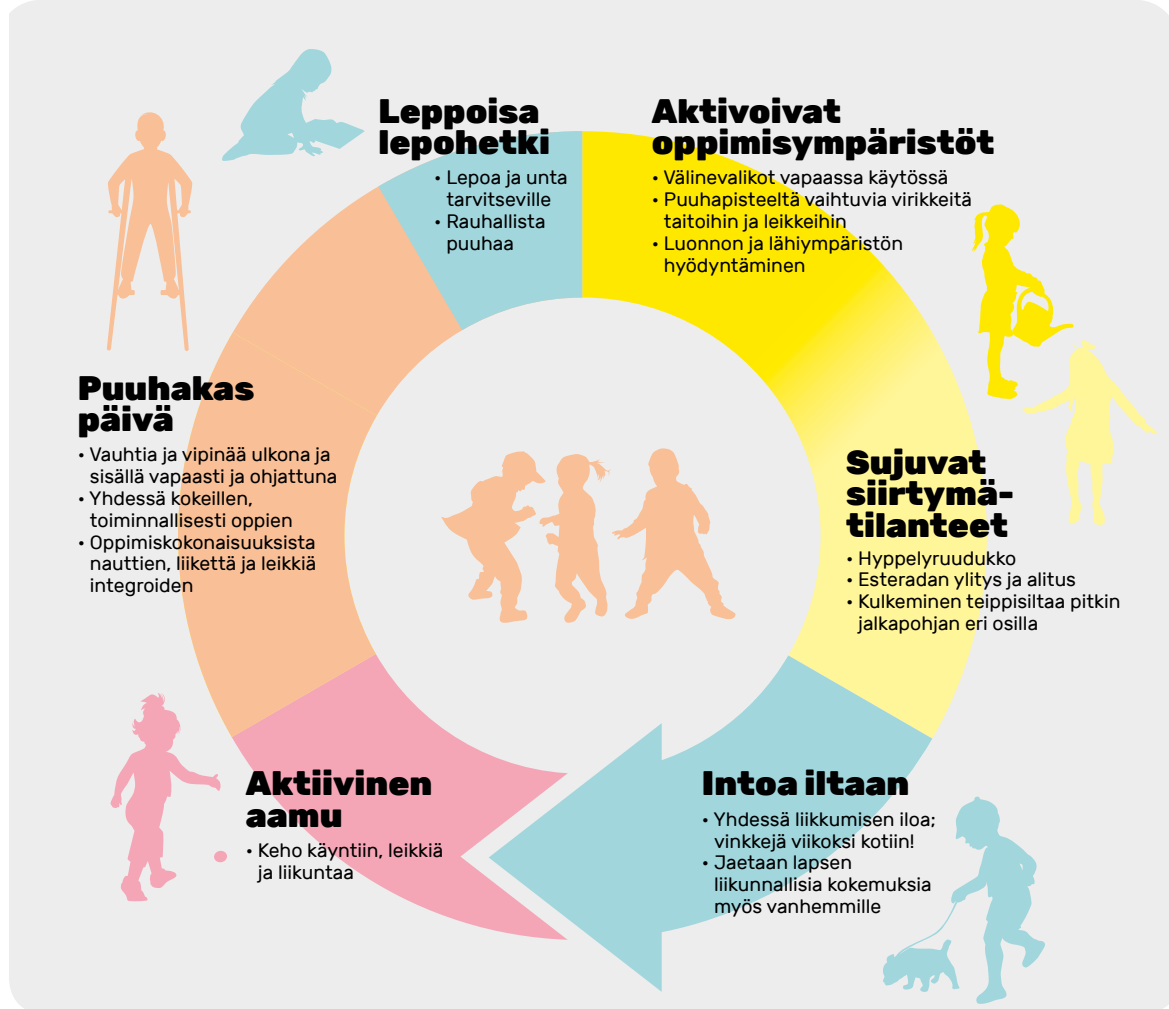 Leppoisa
lepohetki
• Lepoa ja unta
tarvitseville
• Rauhallista
puuhaa
Aktivoivat
oppimisympäristöt
• Välinevalikot vapaassa käytössä
• Puuhapisteeltä vaihtuvia virikkeitä
taitoihin ja leikkeihin
• Luonnon ja lähiympäristön
hyödyntäminen
Puuhakas
päivä
• Vauhtia ja vipinää ulkona ja
sisällä vapaasti ja ohjattuna
• Yhdessä kokeillen,
toiminnallisesti oppien
• Oppimiskokonaisuuksista
nauttien, liikettä ja leikkiä
integroiden
Sujuvat
siirtymä-
tilanteet
• Hyppelyruudukko
• Esteradan ylitys ja alitus
• Kulkeminen teippisiltaa pitkin
jalkapohjan eri osilla
Aktiivinen
aamu
• Keho käyntiin, leikkiä
ja liikuntaa
Intoa iltaan
• Yhdessä liikkumisen iloa;
vinkkejä viikoksi kotiin!
• Jaetaan lapsen
liikunnallisia kokemuksia
myös vanhemmille